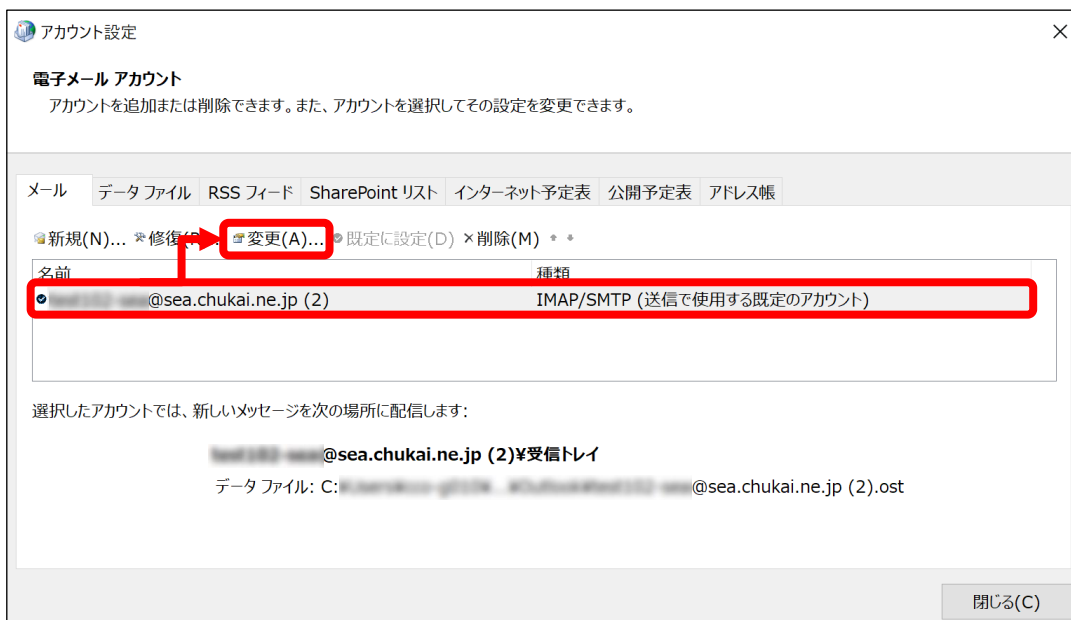 アカウント設定
電子メール アカウント
アカウントを追加または削除できます。また、アカウントを選択してその設定を変更できます。
メール データ ファイル RSS フィード SharePoint リスト インターネット予定表 公開予定表 アドレス帳
新規(N)... 修復( 変更(A)... 既定に設定(D) 削除(M)
名前 種類
@sea.chukai.ne.jp (2) IMAP/SMTP (送信で使用する既定のアカウント)
選択したアカウントでは、新しいメッセージを次の場所に配信します:
@sea.chukai.ne.jp (2)¥受信トレイ
データ ファイル: C: @sea.chukai.ne.jp (2).ost
閉じる(C)